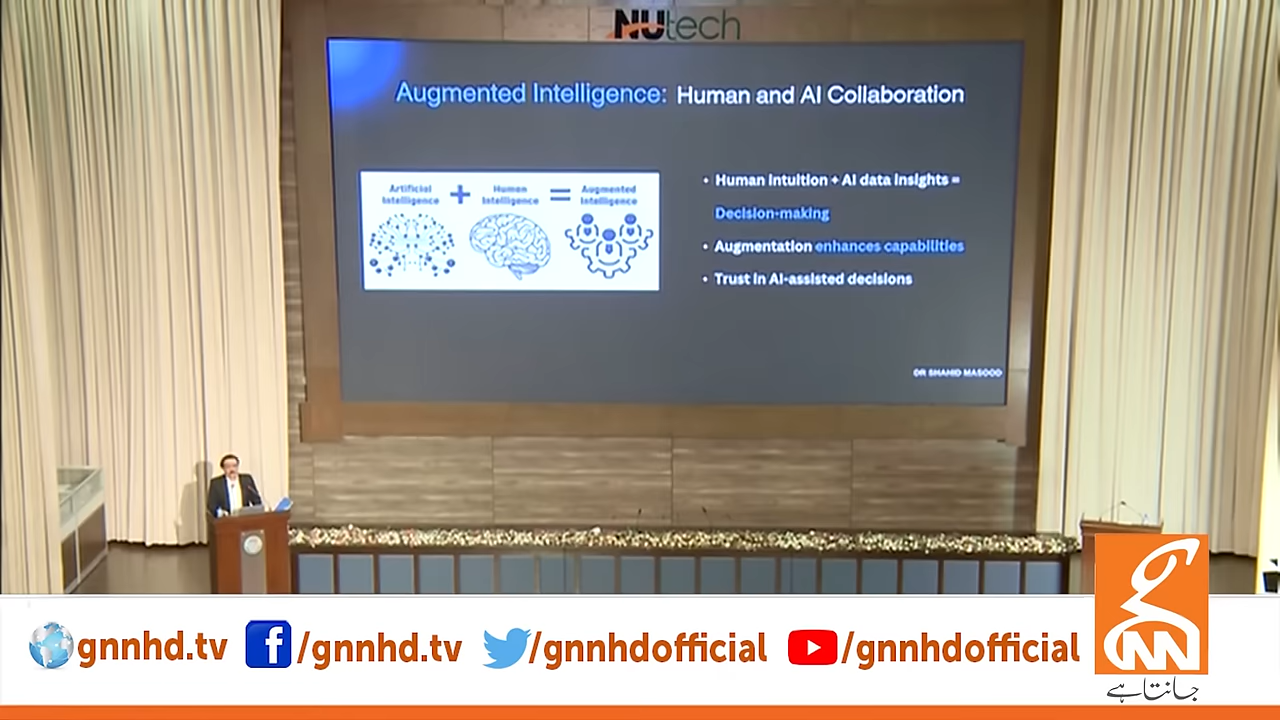 NUtech
Augmented Intelligence: Human and AI Collaboration
Artificial Intelligence + Human Intelligence = Augmented Intelligence
• Human Intuition + AI data insights =
Decision-making
• Augmentation enhances capabilities
• Trust in AI-assisted decisions
DR SHAHID MASOOD
gnnhd.tv /gnnhd.tv /gnnhdofficial /gnnhdofficial
GNN
جانتا ہے